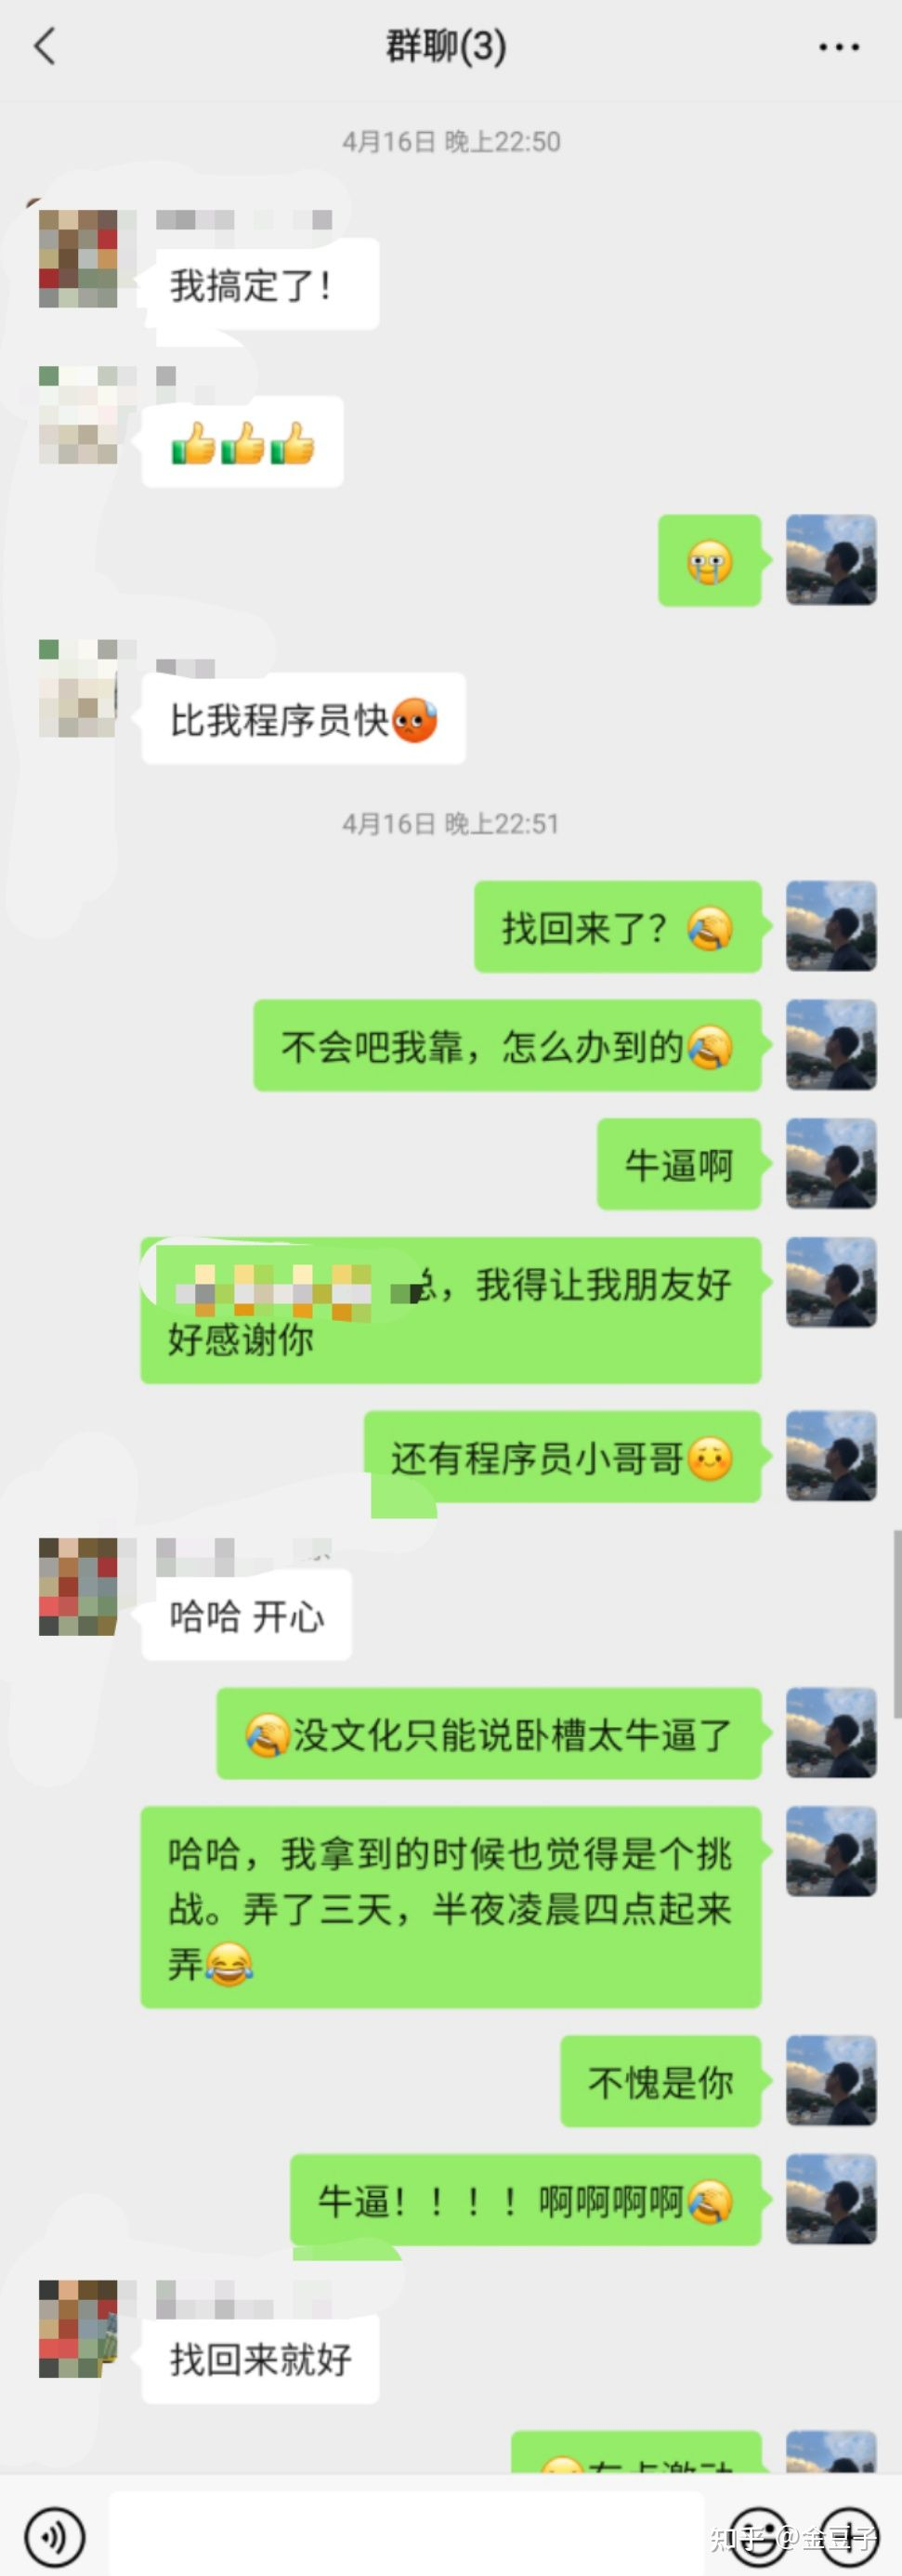 群聊(3)
4月16日 晚上22:50
我搞定了！
👍👍👍
😭
比我程序员快😡
4月16日 晚上22:51
找回来了？
不会吧我靠，怎么办到的
牛逼啊
，我得让我朋友好
好感谢你
还有程序员小哥哥☺️
哈哈 开心
没文化只能说卧槽太牛逼了
哈哈，我拿到的时候也觉得是个挑
战。弄了三天，半夜凌晨四点起来
弄😂
不愧是你
牛逼！！！！啊啊啊啊
找回来就好
有点激动
知乎 @金豆子